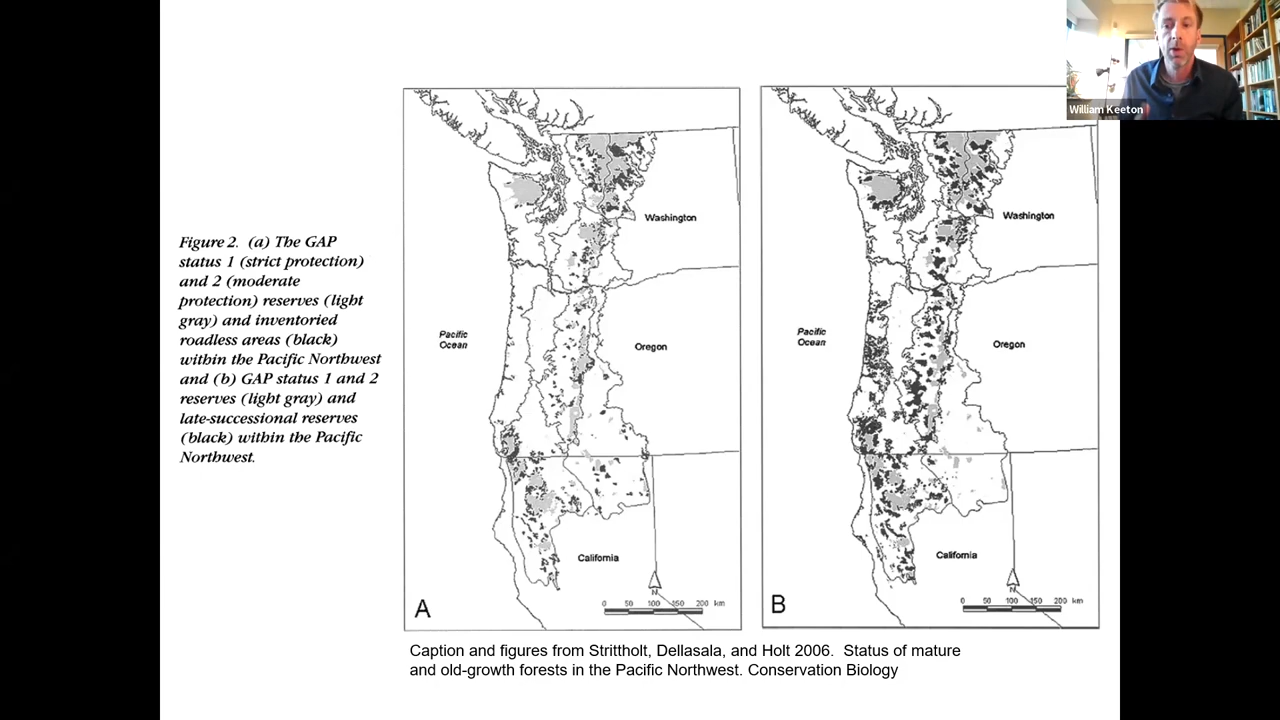 William Keeton
Figure 2. (a) The GAP
status 1 (strict protection)
and 2 (moderate
protection) reserves (light
gray) and inventoried
roadless areas (black)
within the Pacific Northwest
and (b) GAP status 1 and 2
reserves (light gray) and
late-successional reserves
(black) within the Pacific
Northwest.
Washington
Pacific
Ocean
Oregon
California
N
0 50 100 150 200 km
A
Washington
Pacific
Ocean
Oregon
California
N
0 50 100 150 200 km
B
Caption and figures from Strittholt, Dellasala, and Holt 2006. Status of mature
and old-growth forests in the Pacific Northwest. Conservation Biology